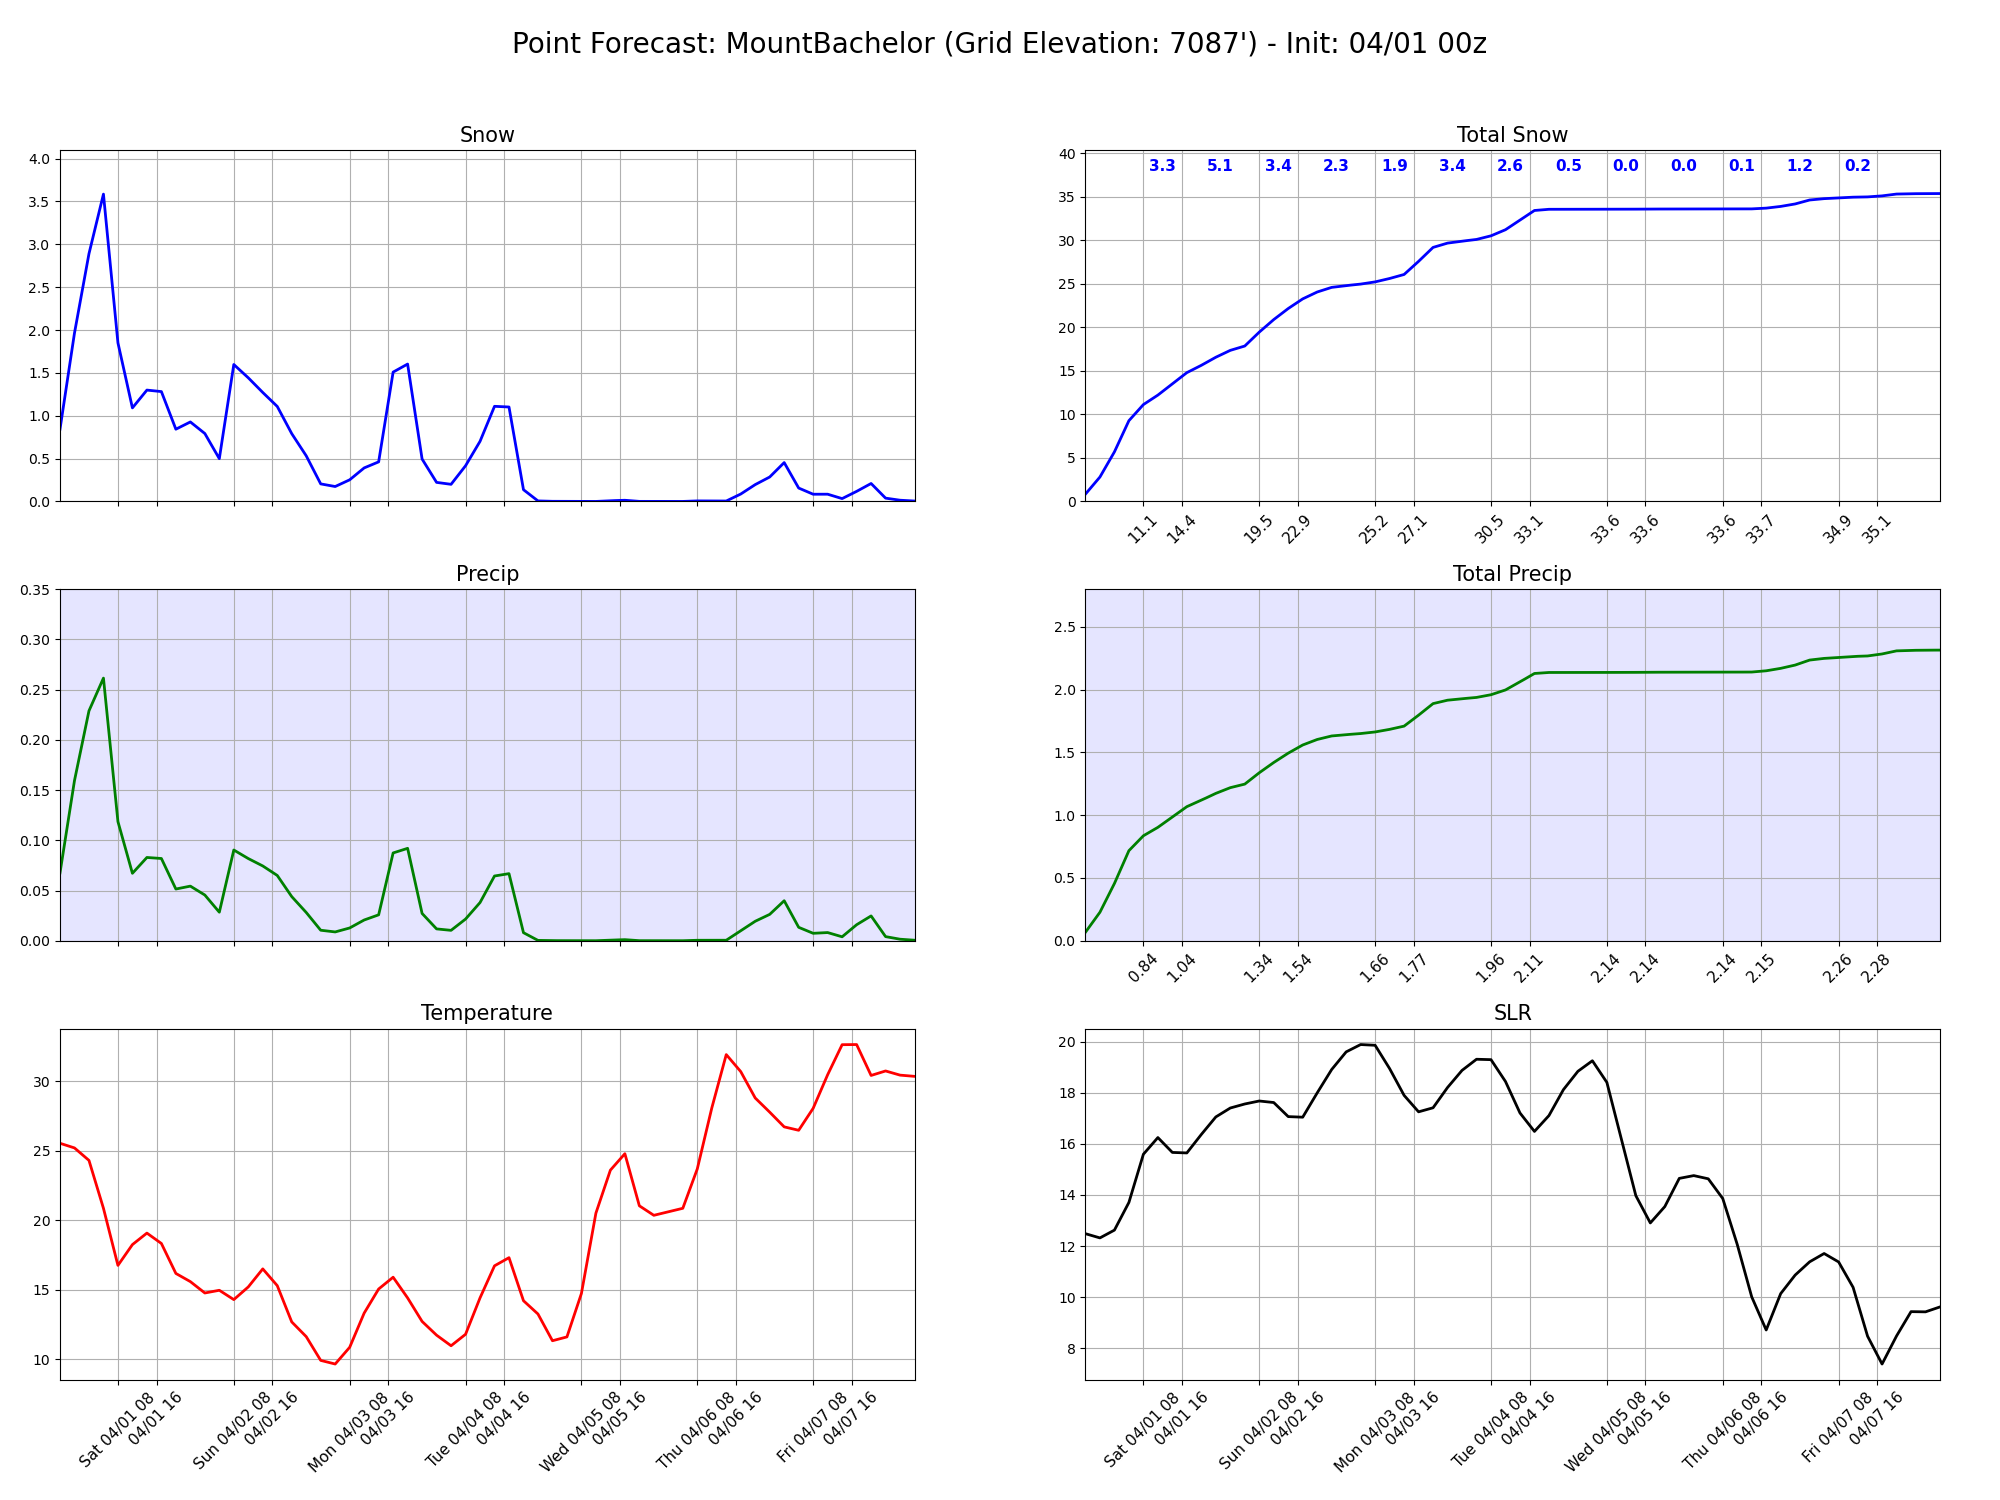 Point Forecast: MountBachelor (Grid Elevation: 7087') - Init: 04/01 00z
Snow
4.0
3.5
3.0
2.5
2.0
1.5
1.0
0.5
0.0
Total Snow
3.3 5.1 3.4 2.3 1.9 3.4 2.6 0.5 0.0 0.0 0.1 1.2 0.2
40
35
30
25
20
15
10
5
0
11.1 14.4 19.5 22.9 25.2 27.1 30.5 33.1 33.6 33.6 33.6 33.7 34.9 35.1
Precip
0.35
0.30
0.25
0.20
0.15
0.10
0.05
0.00
Total Precip
2.5
2.0
1.5
1.0
0.5
0.0
0.84 1.04 1.34 1.54 1.66 1.77 1.96 2.11 2.14 2.14 2.14 2.15 2.26 2.28
Temperature
30
25
20
15
10
Sat 04/01 08
04/01 16
Sun 04/02 08
04/02 16
Mon 04/03 08
04/03 16
Tue 04/04 08
04/04 16
Wed 04/05 08
04/05 16
Thu 04/06 08
04/06 16
Fri 04/07 08
04/07 16
SLR
20
18
16
14
12
10
8
Sat 04/01 08
04/01 16
Sun 04/02 08
04/02 16
Mon 04/03 08
04/03 16
Tue 04/04 08
04/04 16
Wed 04/05 08
04/05 16
Thu 04/06 08
04/06 16
Fri 04/07 08
04/07 16